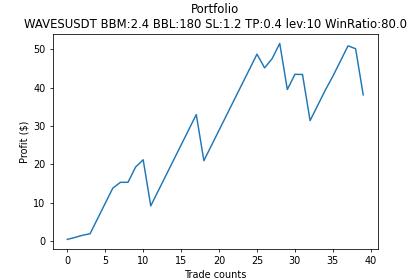 Portfolio
WAVESUSDT BBM:2.4 BBL:180 SL:1.2 TP:0.4 lev:10 WinRatio:80.0
Profit ($)
50
40
30
20
10
0
0 5 10 15 20 25 30 35 40
Trade counts